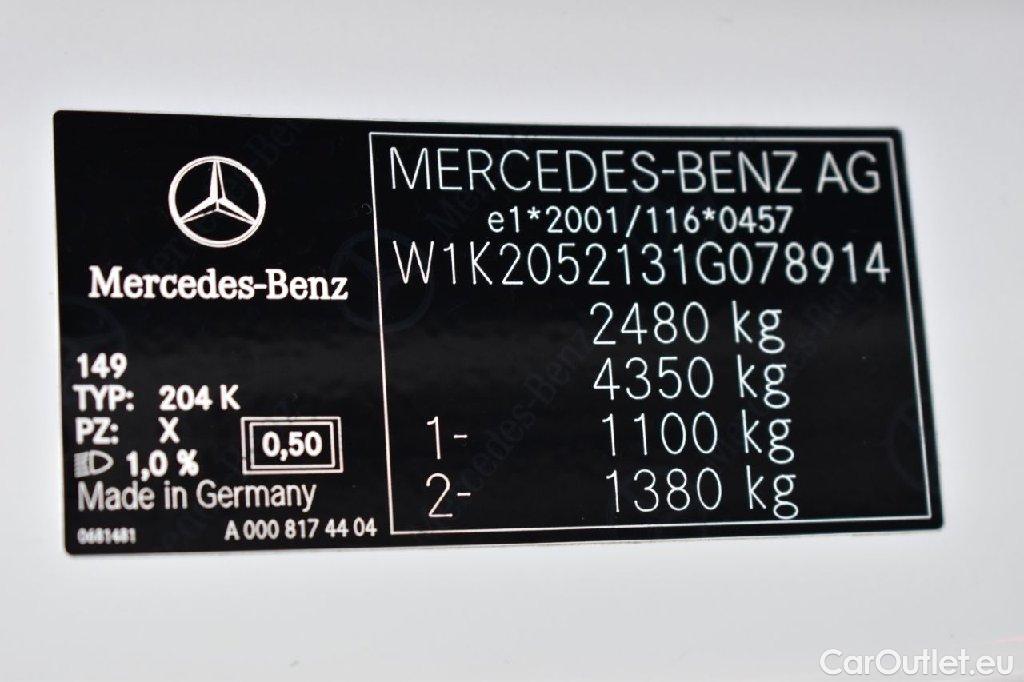 Mercedes-Benz
149
TYP: 204 K
PZ: X
1,0 %
0,50
Made in Germany
0681481
A 000 817 44 04
MERCEDES-BENZ AG
e1*2001/116*0457
W1K2052131G078914
2480 kg
4350 kg
1- 1100 kg
2- 1380 kg
CarOutlet.eu